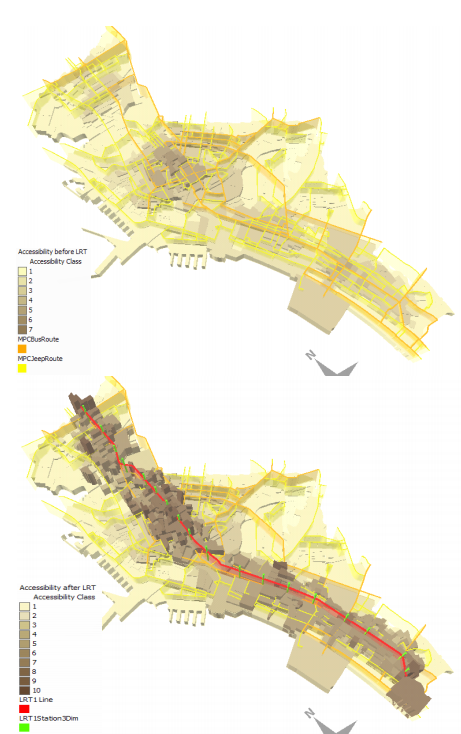 N
Accessibility before LRT
Accessibility Class
1
2
3
4
5
6
7
MPCBusRoute
MPCJeepRoute
N
Accessibility after LRT
Accessibility Class
1
2
3
4
5
6
7
8
9
10
LRT1 Line
LRT1Station3Dim